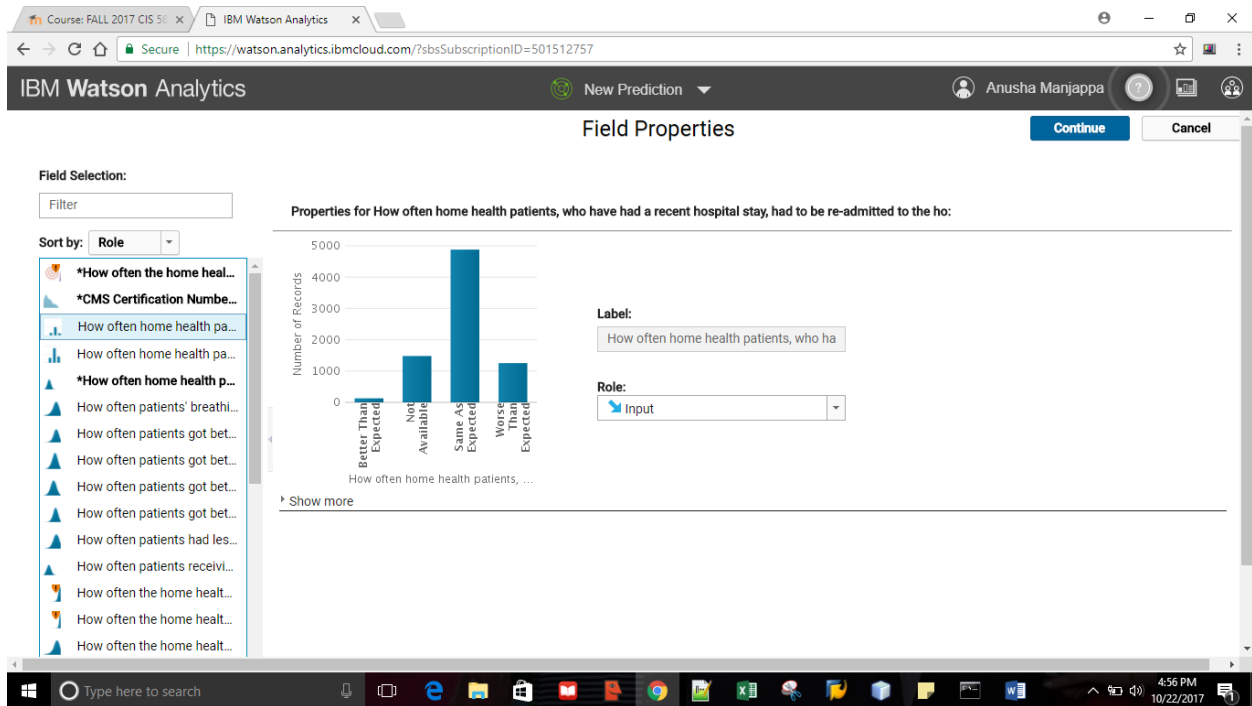 Course: FALL 2017 CIS 58
IBM Watson Analytics
Secure | https://watson.analytics.ibmcloud.com/?sbsSubscriptionID=501512757
IBM Watson Analytics
New Prediction
Anusha Manjappa
?
Field Properties
Continue
Cancel
Field Selection:
Filter
Sort by:
Role
*How often the home heal...
*CMS Certification Numbe...
How often home health pa...
How often home health pa...
*How often home health p...
How often patients' breathi...
How often patients got bet...
How often patients got bet...
How often patients got bet...
How often patients got bet...
How often patients had les...
How often patients receivi...
How often the home healt...
How often the home healt...
How often the home healt...
Properties for How often home health patients, who have had a recent hospital stay, had to be re-admitted to the ho:
Number of Records
5000
4000
3000
2000
1000
0
Better Than
Expected
Not
Available
Same As
Expected
Worse
Than
Expected
How often home health patients, ...
Show more
Label:
How often home health patients, who ha
Role:
Input
Type here to search
4:56 PM
10/22/2017